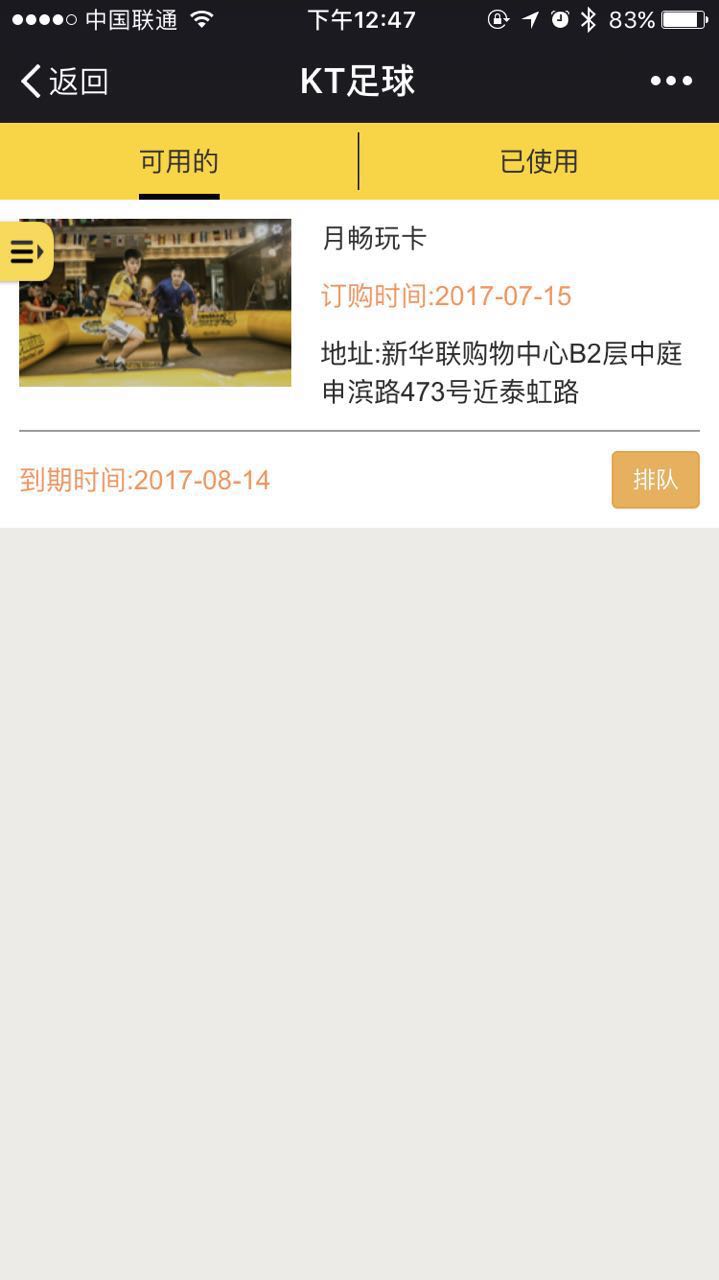 中国联通
下午12:47
83%
返回
KT足球
可用的
已使用
月畅玩卡
订购时间:2017-07-15
地址:新华联购物中心B2层中庭
申滨路473号近泰虹路
到期时间:2017-08-14
排队